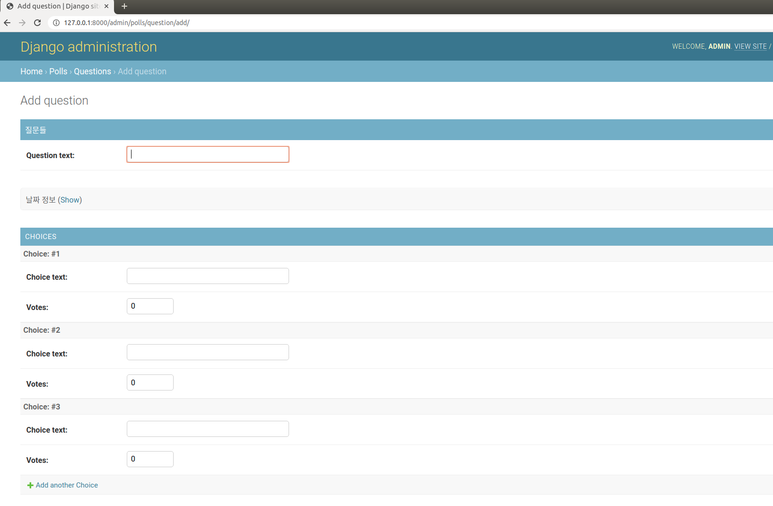 Add question | Django sit
127.0.0.1:8000/admin/polls/question/add/
Django administration
WELCOME, ADMIN. VIEW SITE /
Home › Polls › Questions › Add question
Add question
질문들
Question text:
날짜 정보 (Show)
CHOICES
Choice: #1
Choice text:
Votes: 0
Choice: #2
Choice text:
Votes: 0
Choice: #3
Choice text:
Votes: 0
Add another Choice